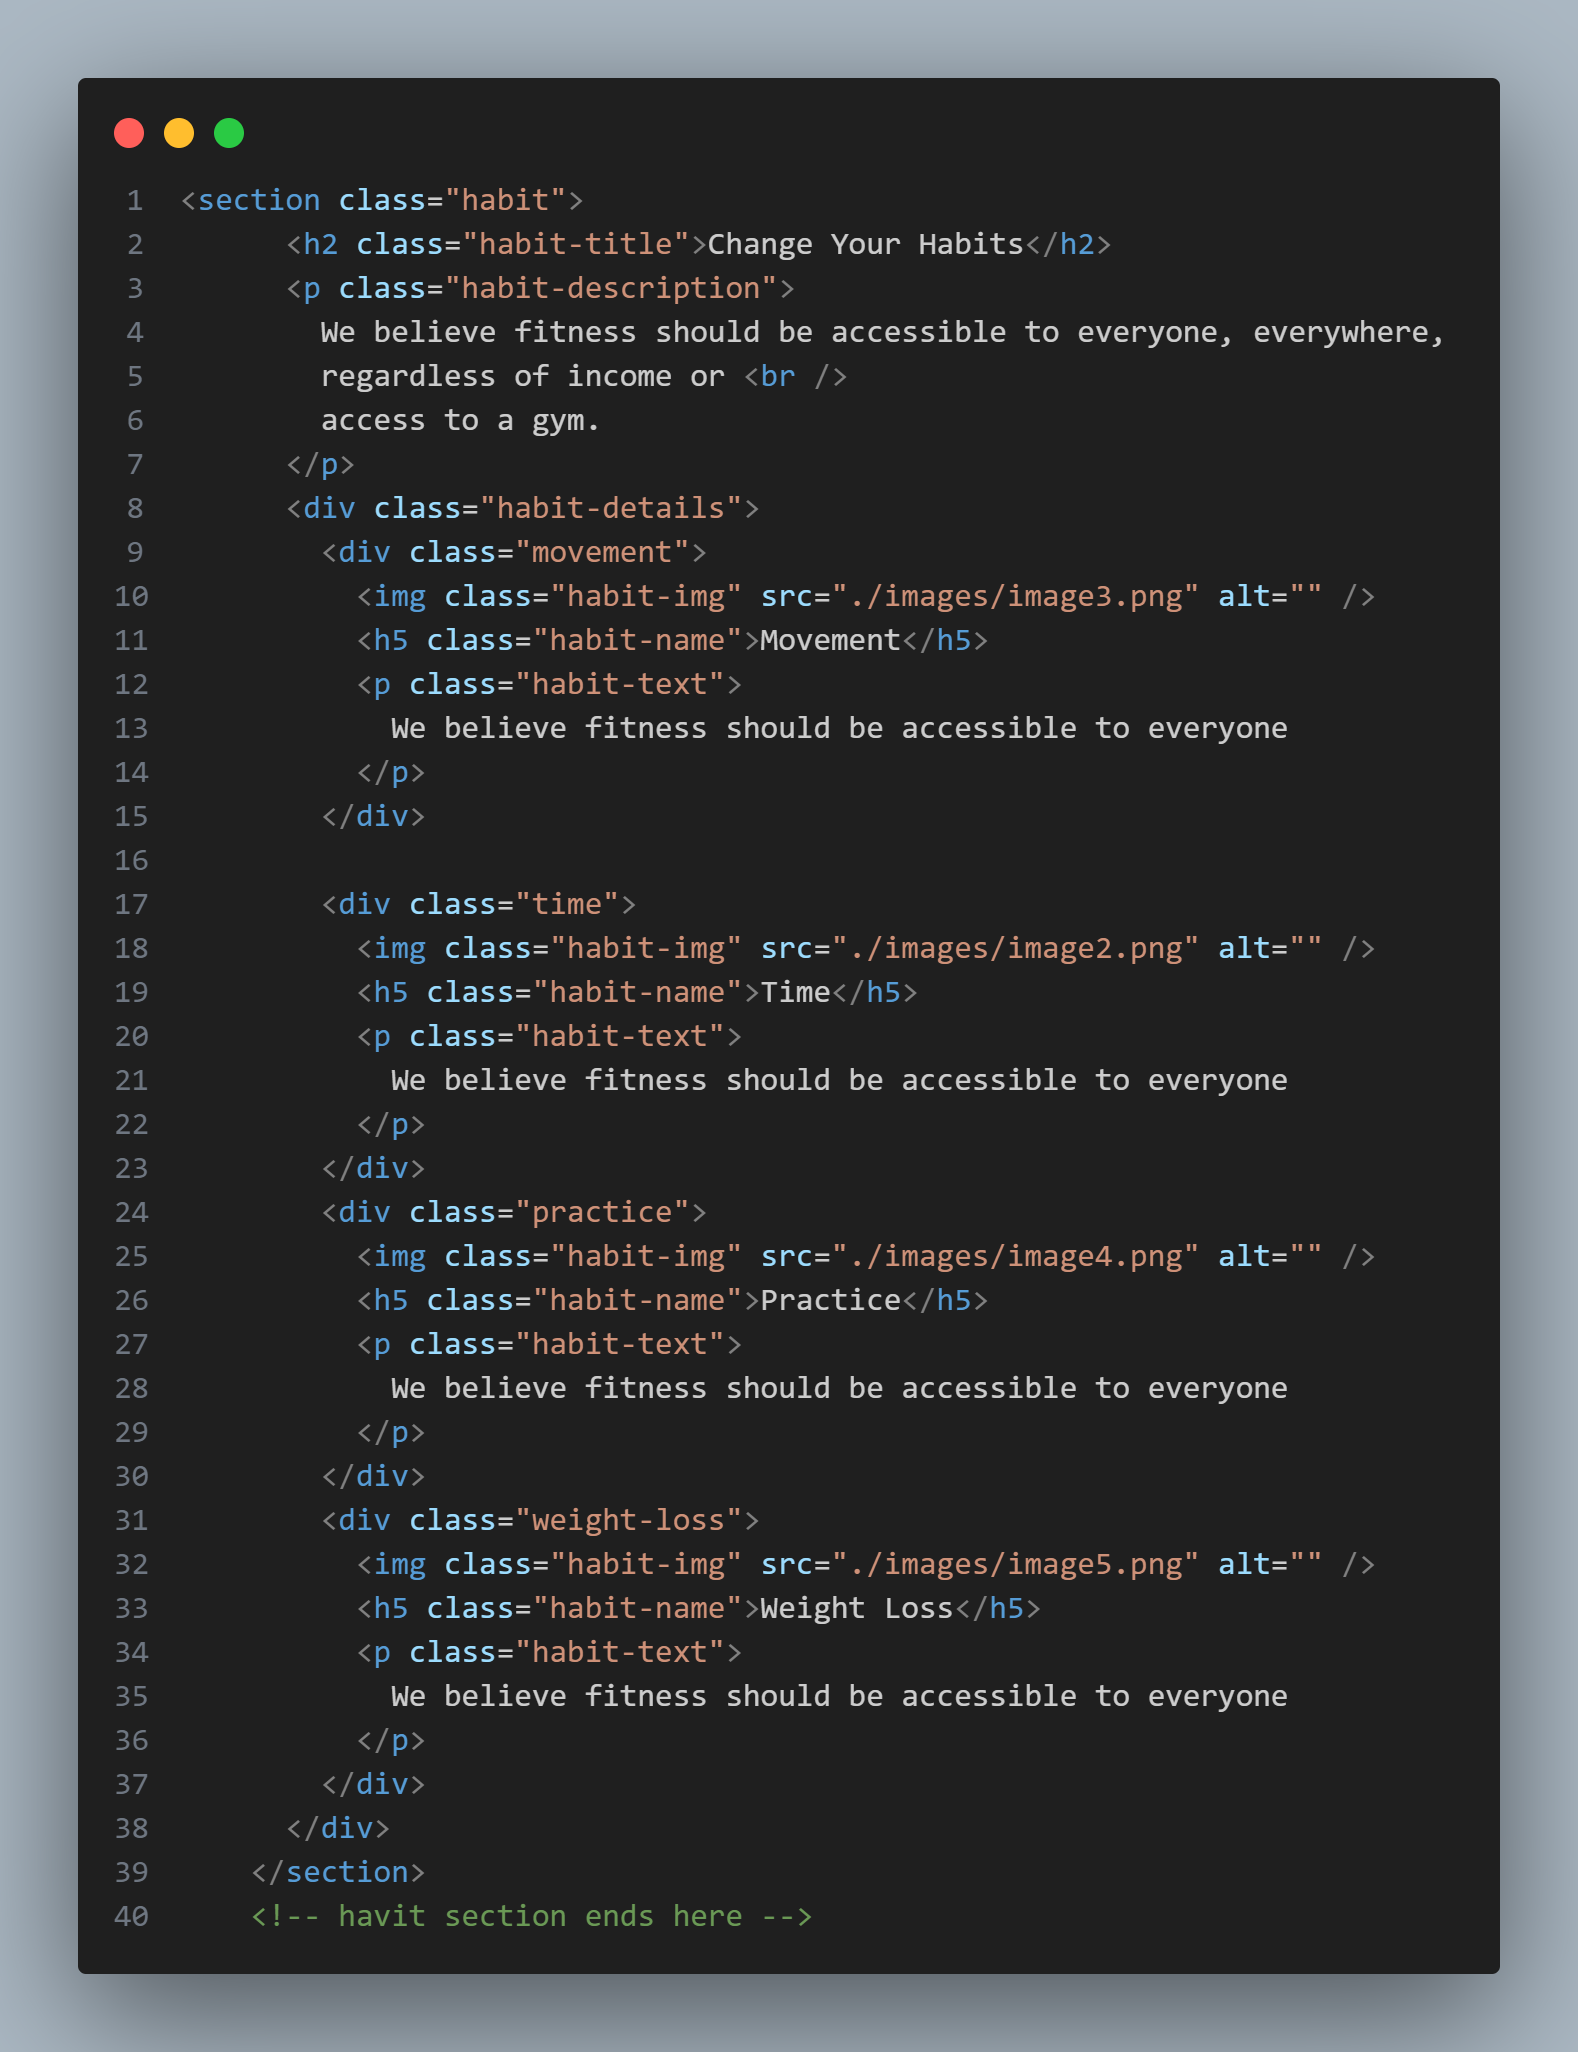 1 <section class="habit">
2 <h2 class="habit-title">Change Your Habits</h2>
3 <p class="habit-description">
4 We believe fitness should be accessible to everyone, everywhere,
5 regardless of income or <br />
6 access to a gym.
7 </p>
8 <div class="habit-details">
9 <div class="movement">
10 <img class="habit-img" src="./images/image3.png" alt="" />
11 <h5 class="habit-name">Movement</h5>
12 <p class="habit-text">
13 We believe fitness should be accessible to everyone
14 </p>
15 </div>
16
17 <div class="time">
18 <img class="habit-img" src="./images/image2.png" alt="" />
19 <h5 class="habit-name">Time</h5>
20 <p class="habit-text">
21 We believe fitness should be accessible to everyone
22 </p>
23 </div>
24 <div class="practice">
25 <img class="habit-img" src="./images/image4.png" alt="" />
26 <h5 class="habit-name">Practice</h5>
27 <p class="habit-text">
28 We believe fitness should be accessible to everyone
29 </p>
30 </div>
31 <div class="weight-loss">
32 <img class="habit-img" src="./images/image5.png" alt="" />
33 <h5 class="habit-name">Weight Loss</h5>
34 <p class="habit-text">
35 We believe fitness should be accessible to everyone
36 </p>
37 </div>
38 </div>
39 </section>
40 <!-- havit section ends here -->